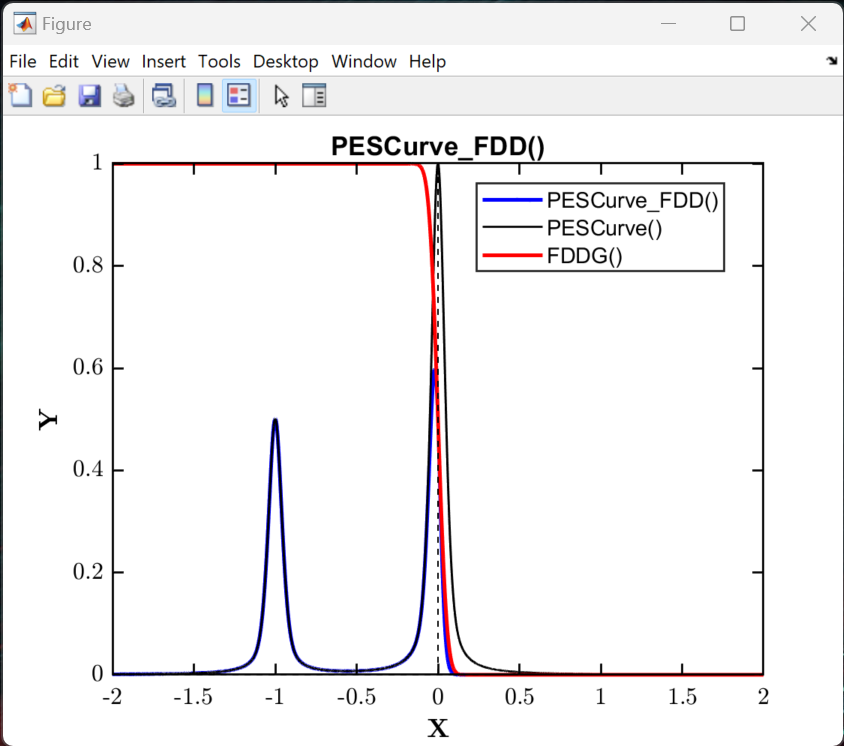 Figure
File Edit View Insert Tools Desktop Window Help
PESCurve_FDD()
PESCurve_FDD()
PESCurve()
FDDG()
1
0.8
0.6
0.4
0.2
0
Y
-2 -1.5 -1 -0.5 0 0.5 1 1.5 2
X